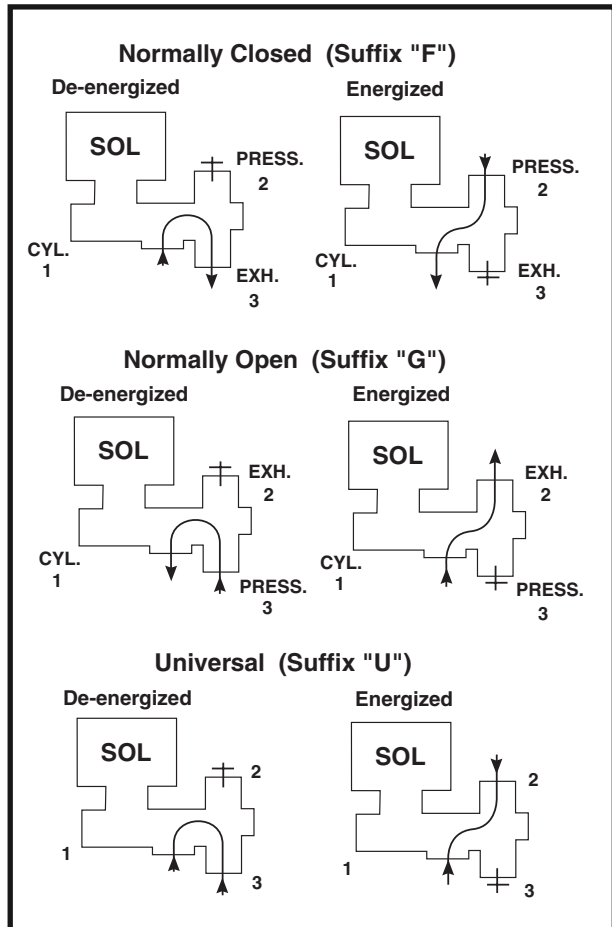 Normally Closed (Suffix "F")
De-energized
Energized
SOL
PRESS.
2
CYL.
1
EXH.
3
SOL
PRESS.
2
CYL.
1
EXH.
3
Normally Open (Suffix "G")
De-energized
Energized
SOL
EXH.
2
CYL.
1
PRESS.
3
SOL
EXH.
2
CYL.
1
PRESS.
3
Universal (Suffix "U")
De-energized
Energized
SOL
2
1
3
SOL
2
1
3